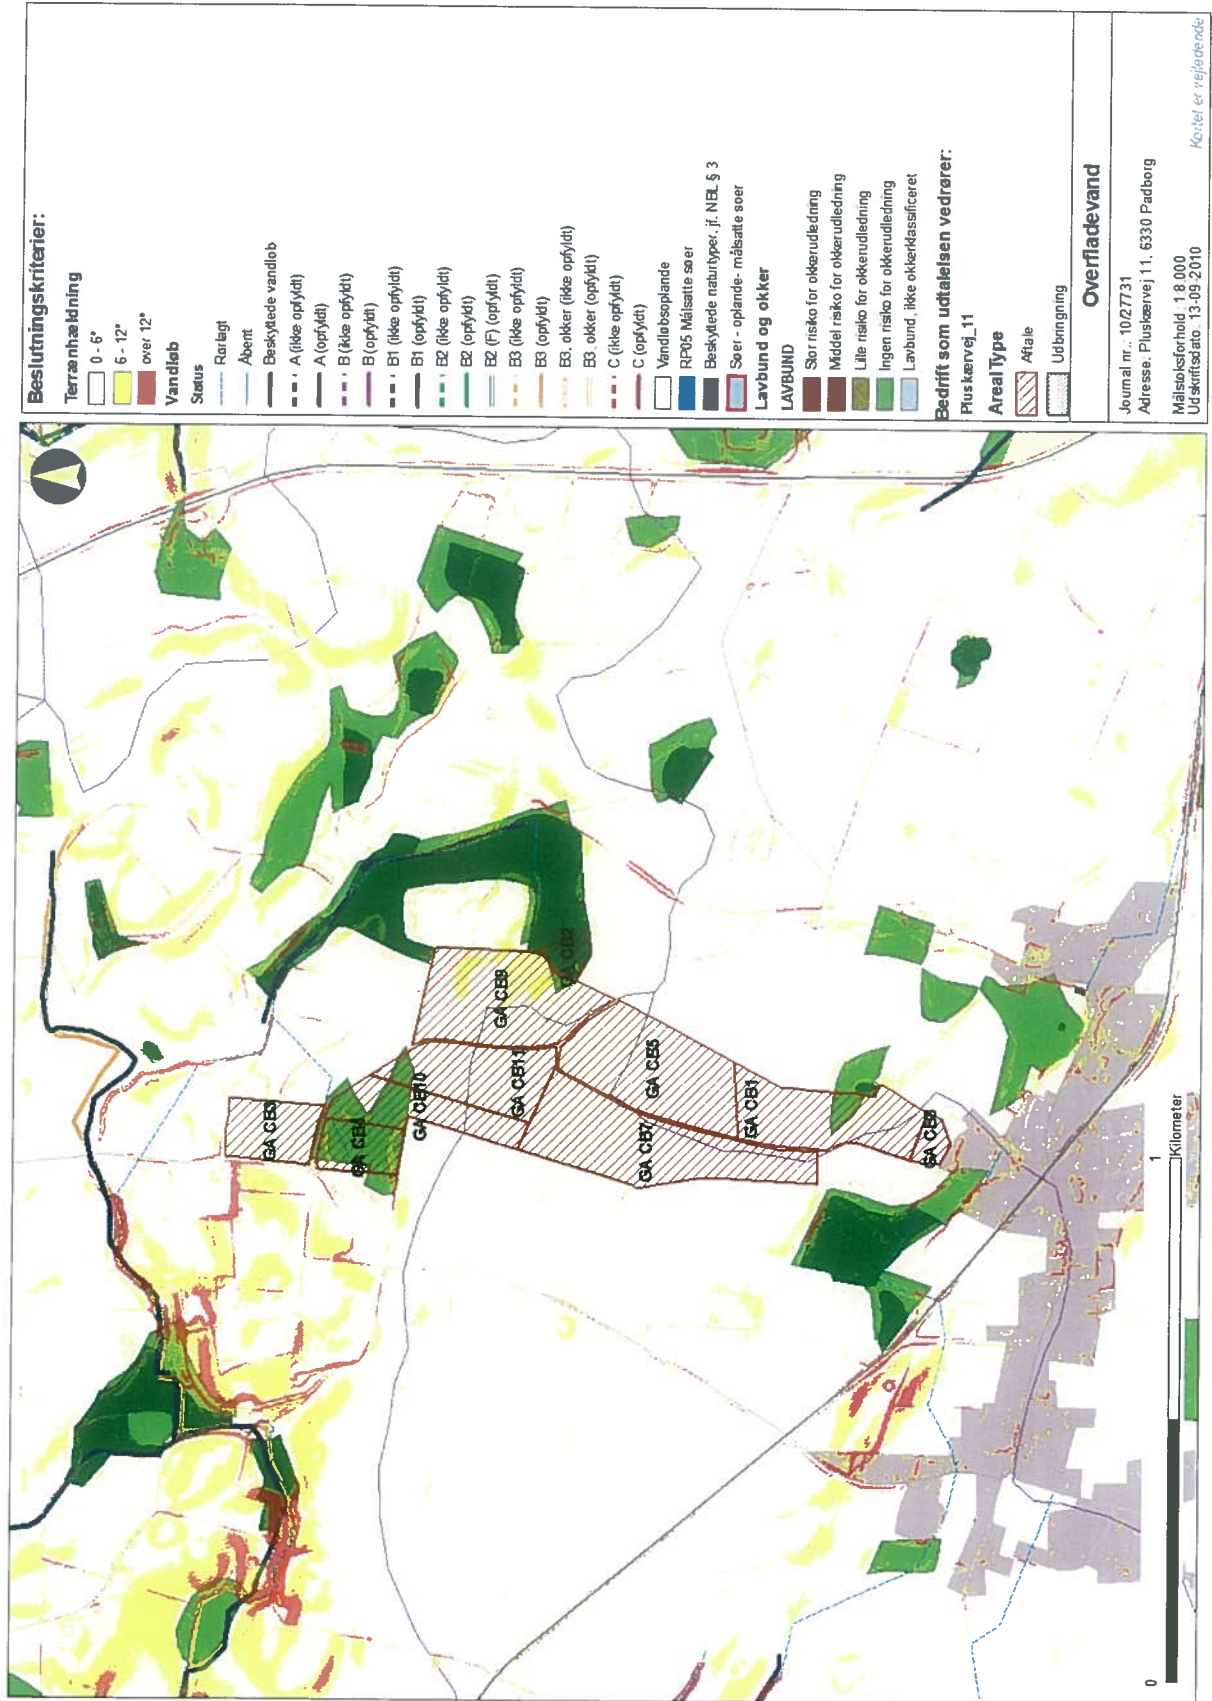 Beslutningskriterier:
Terrænhældning
0 - 6°
6 - 12°
over 12°
Vandløb
Status
Rørlagt
Åbent
Beskyttede vandløb
A (ikke opfyldt)
A (opfyldt)
B (ikke opfyldt)
B (opfyldt)
B1 (ikke opfyldt)
B1 (opfyldt)
B2 (ikke opfyldt)
B2 (opfyldt)
B2 (F) (opfyldt)
B3 (ikke opfyldt)
B3 (opfyldt)
B3, okker (ikke opfyldt)
B3, okker (opfyldt)
C (ikke opfyldt)
C (opfyldt)
Vandløbsoplande
RP05 Målsatte søer
Beskyttede naturtyper, jf. NBL § 3
Søer - oplande- målsatte søer
Lavbund og okker
LAVBUND
Stor risiko for okkerudledning
Middel risiko for okkerudledning
Lille risiko for okkerudledning
Ingen risiko for okkerudledning
Lavbund, ikke okkerklassificeret
Bedrift som udtalelsen vedrører:
Pluskærvej_11
Areal Type
Aftale
Udbringning
Overfladevand
Journal nr.: 10/27731
Adresse: Pluskærvej 11, 6330 Padborg
Målstoksforhold: 1:8.000
Udskriftsdato: 13-09-2010
Kortet er vejledende
GA CB3
GA CB4
GA CB10
GA CB11
GA CB9
GA CB2
GA CB5
GA CB7
GA CB1
0
1
Kilometer